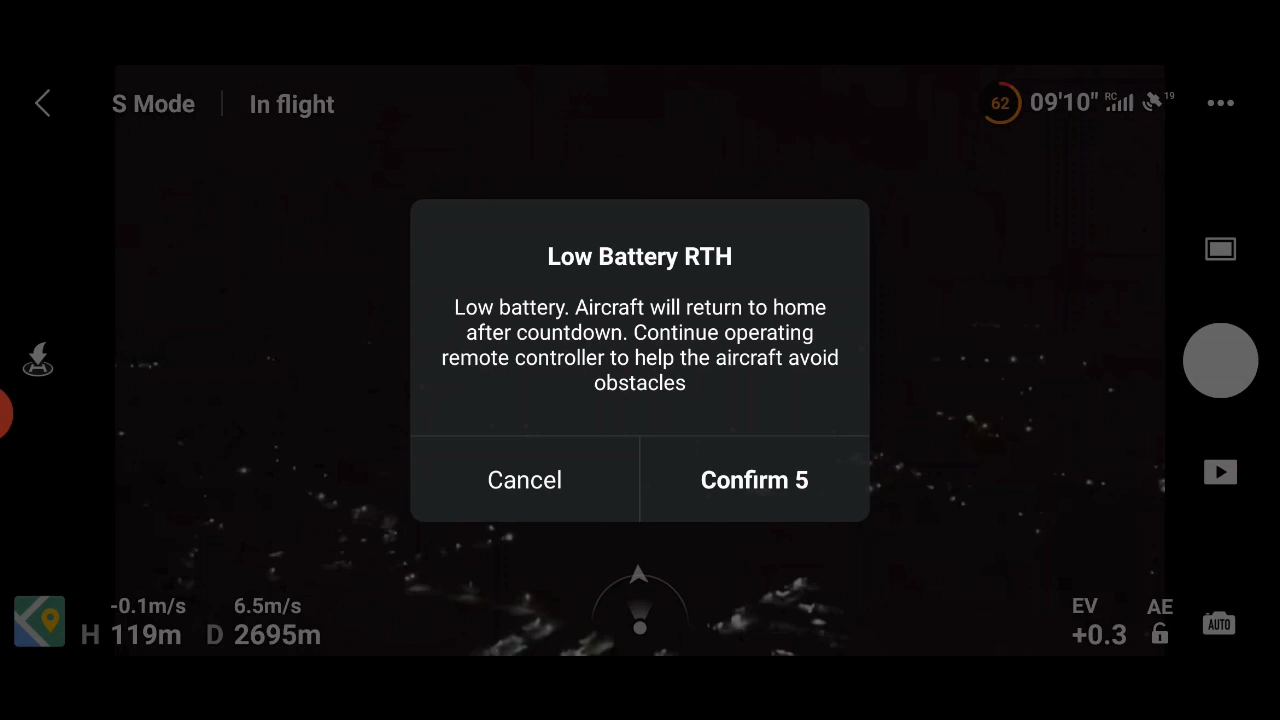 S Mode | In flight
62 09'10" RC 19
Low Battery RTH
Low battery. Aircraft will return to home
after countdown. Continue operating
remote controller to help the aircraft avoid
obstacles
Cancel Confirm 5
-0.1m/s 6.5m/s
H 119m D 2695m
EV AE
+0.3
AUTO